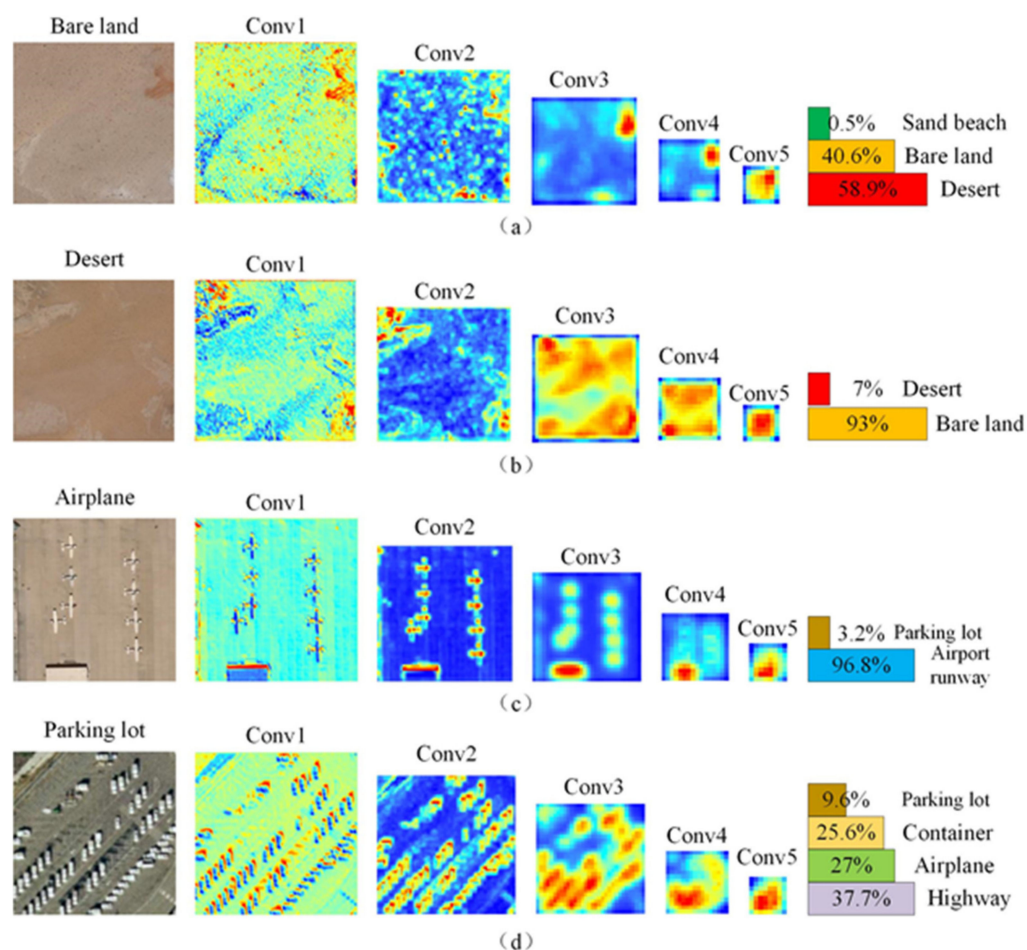 Bare land
Conv1
Conv2
Conv3
Conv4
Conv5
0.5% Sand beach
40.6% Bare land
58.9% Desert
（a）
Desert
Conv1
Conv2
Conv3
Conv4
Conv5
7% Desert
93% Bare land
（b）
Airplane
Conv1
Conv2
Conv3
Conv4
Conv5
3.2% Parking lot
96.8% Airport
runway
（c）
Parking lot
Conv1
Conv2
Conv3
Conv4
Conv5
9.6% Parking lot
25.6% Container
27% Airplane
37.7% Highway
（d）